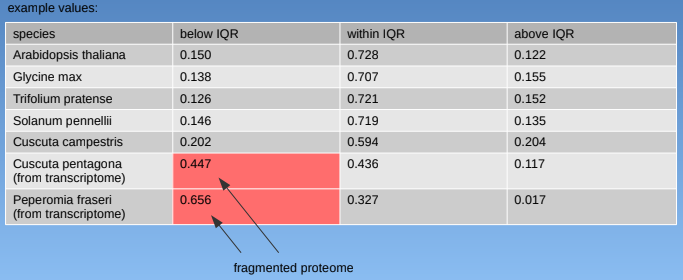 example values:
species below IQR within IQR above IQR
Arabidopsis thaliana 0.150 0.728 0.122
Glycine max 0.138 0.707 0.155
Trifolium pratense 0.126 0.721 0.152
Solanum pennellii 0.146 0.719 0.135
Cuscuta campestris 0.202 0.594 0.204
Cuscuta pentagona 0.447 0.436 0.117
(from transcriptome)
Peperomia fraseri 0.656 0.327 0.017
(from transcriptome)
fragmented proteome